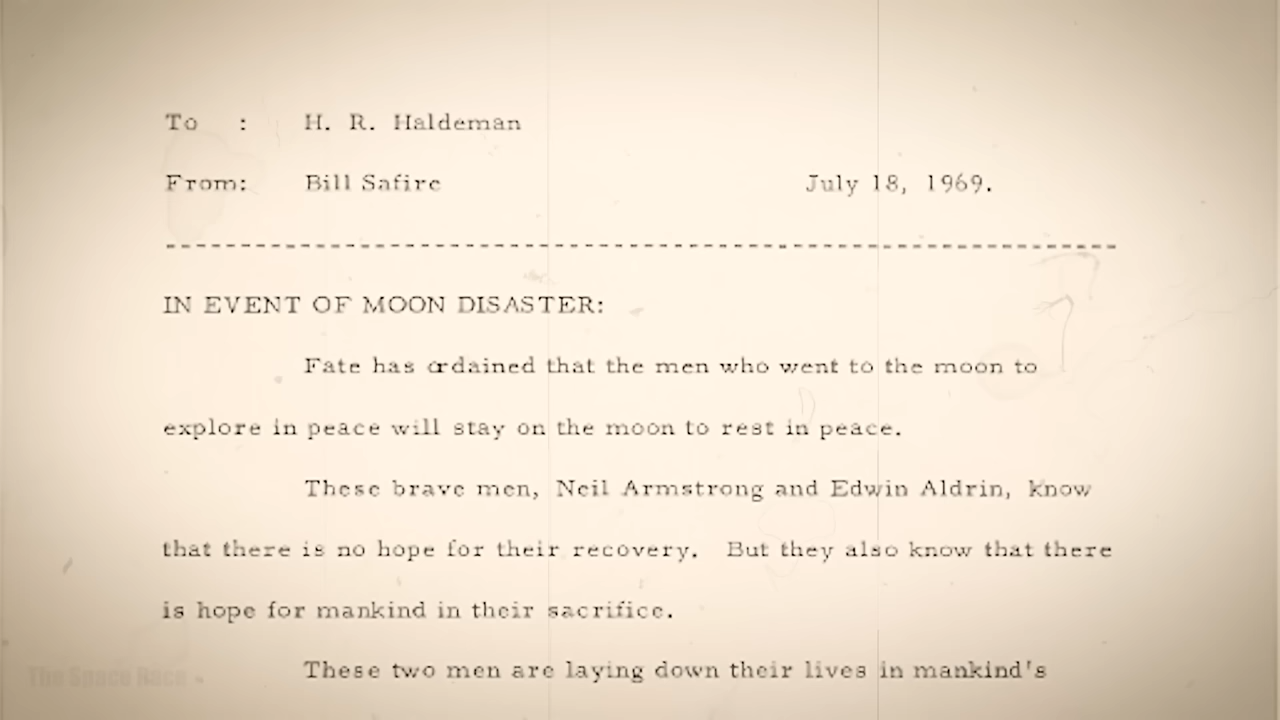 To : H. R. Haldeman
From: Bill Safire July 18, 1969.
--------------------------------------------------------------------------------
IN EVENT OF MOON DISASTER:
Fate has ordained that the men who went to the moon to
explore in peace will stay on the moon to rest in peace.
These brave men, Neil Armstrong and Edwin Aldrin, know
that there is no hope for their recovery. But they also know that there
is hope for mankind in their sacrifice.
These two men are laying down their lives in mankind's
The Space Race